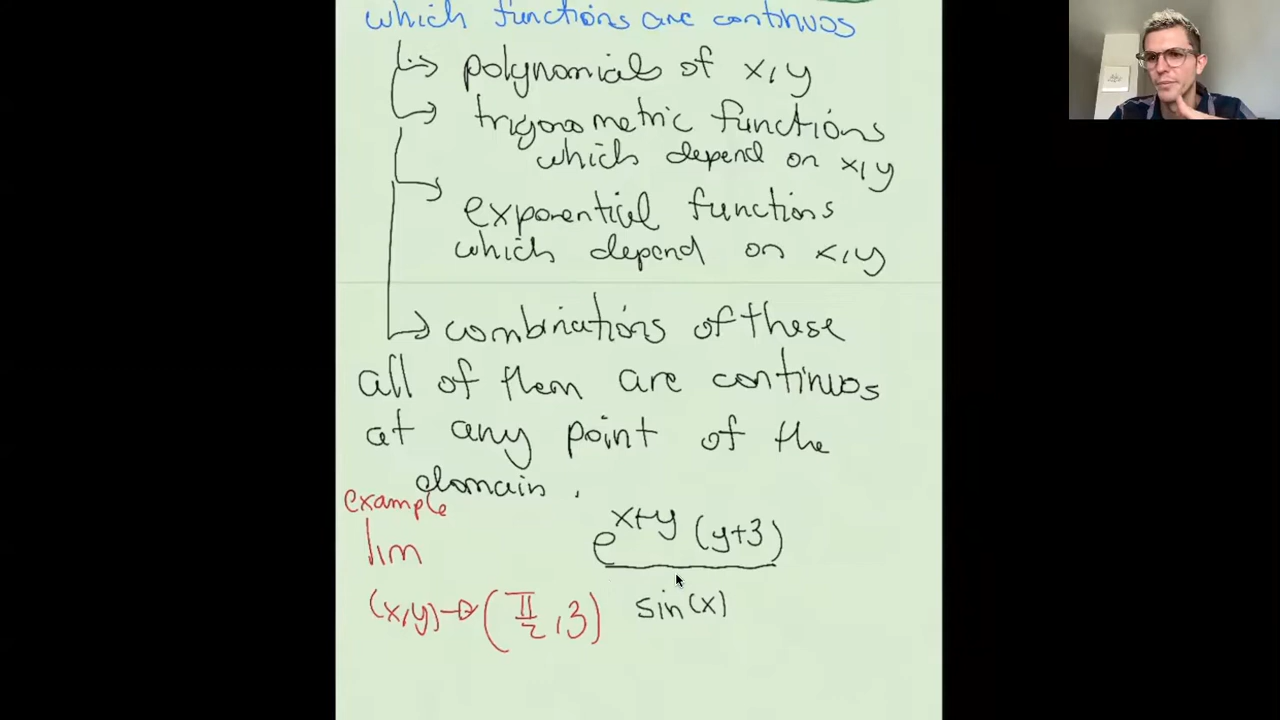 which functions are continuos
polynomials of x,y
trigonometric functions
which depend on x,y
exponential functions
which depend on x,y
combinations of these
all of them are continuos
at any point of the
domain.
example
lim
(x,y)→(π/2,3)
e^{x+y}(y+3)
sin(x)